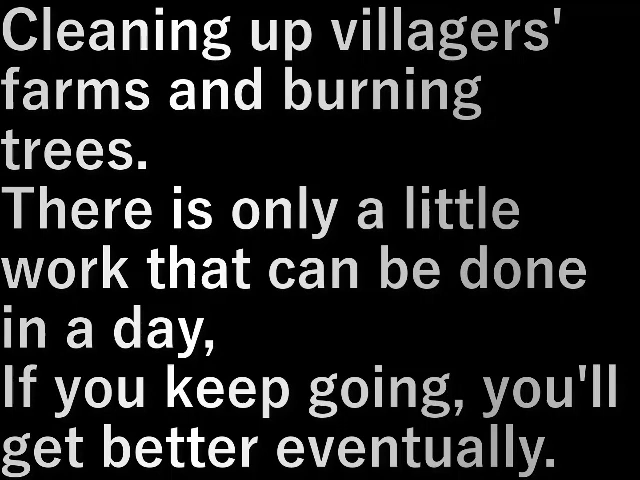 Cleaning up villagers'
farms and burning
trees.
There is only a little
work that can be done
in a day,
If you keep going, you'll
get better eventually.